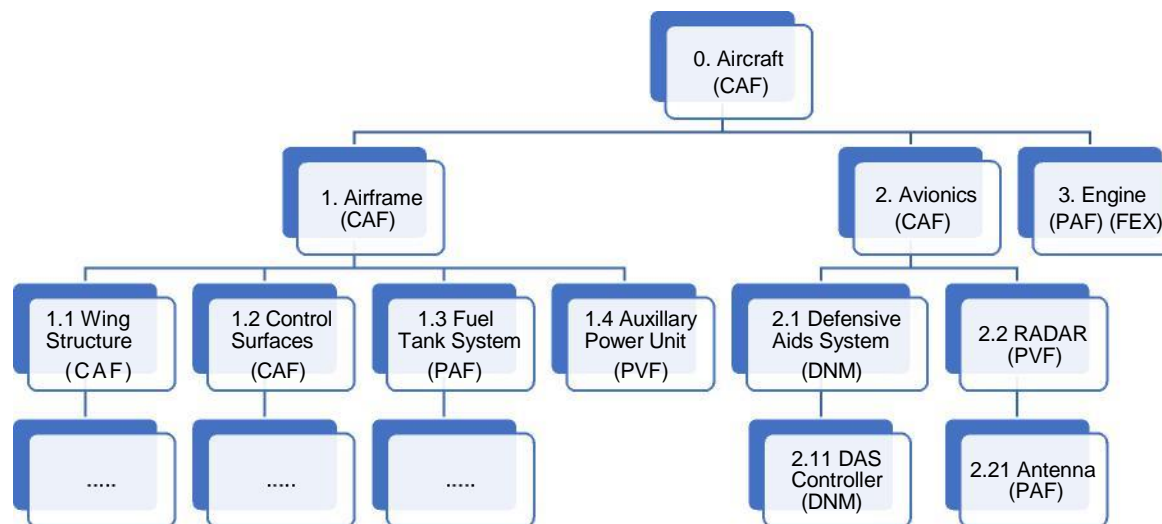 0. Aircraft
(CAF)
1. Airframe
(CAF)
2. Avionics
(CAF)
3. Engine
(PAF) (FEX)
1.1 Wing
Structure
(CAF)
1.2 Control
Surfaces
(CAF)
1.3 Fuel
Tank System
(PAF)
1.4 Auxillary
Power Unit
(PVF)
2.1 Defensive
Aids System
(DNM)
2.2 RADAR
(PVF)
.....
.....
.....
2.11 DAS
Controller
(DNM)
2.21 Antenna
(PAF)